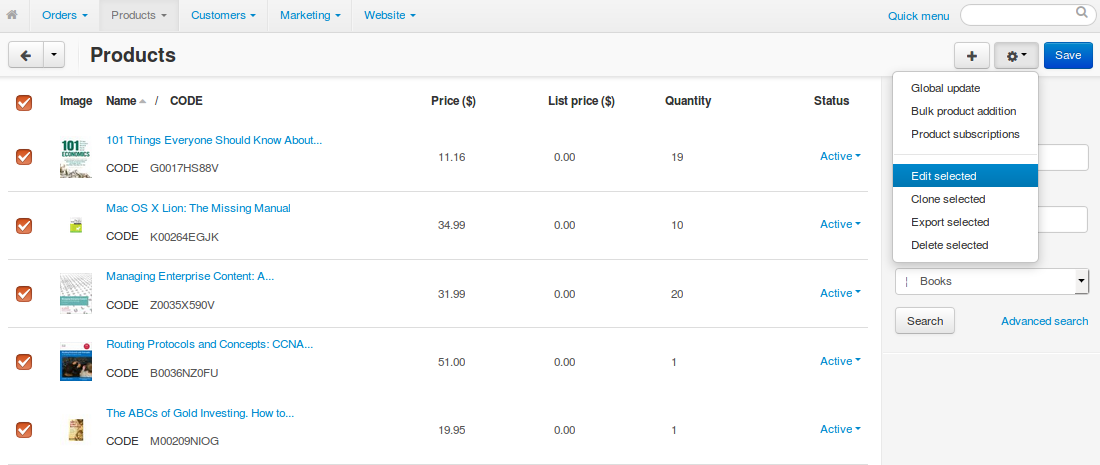 Orders Products Customers Marketing Website Quick menu
Products Save
Image Name / CODE Price ($) List price ($) Quantity Status
Global update
Bulk product addition
Product subscriptions
Edit selected
Clone selected
Export selected
Delete selected
101 Things Everyone Should Know About...
101
ECONOMICS
CODE G0017HS88V 11.16 0.00 19 Active
Mac OS X Lion: The Missing Manual
CODE K00264EGJK 34.99 0.00 10 Active
Managing Enterprise Content: A...
CODE Z0035X590V 31.99 0.00 20 Active
Routing Protocols and Concepts: CCNA...
CODE B0036NZ0FU 51.00 0.00 1 Active
The ABCs of Gold Investing. How to...
CODE M00209NIOG 19.95 0.00 1 Active
¦ Books
Search Advanced search